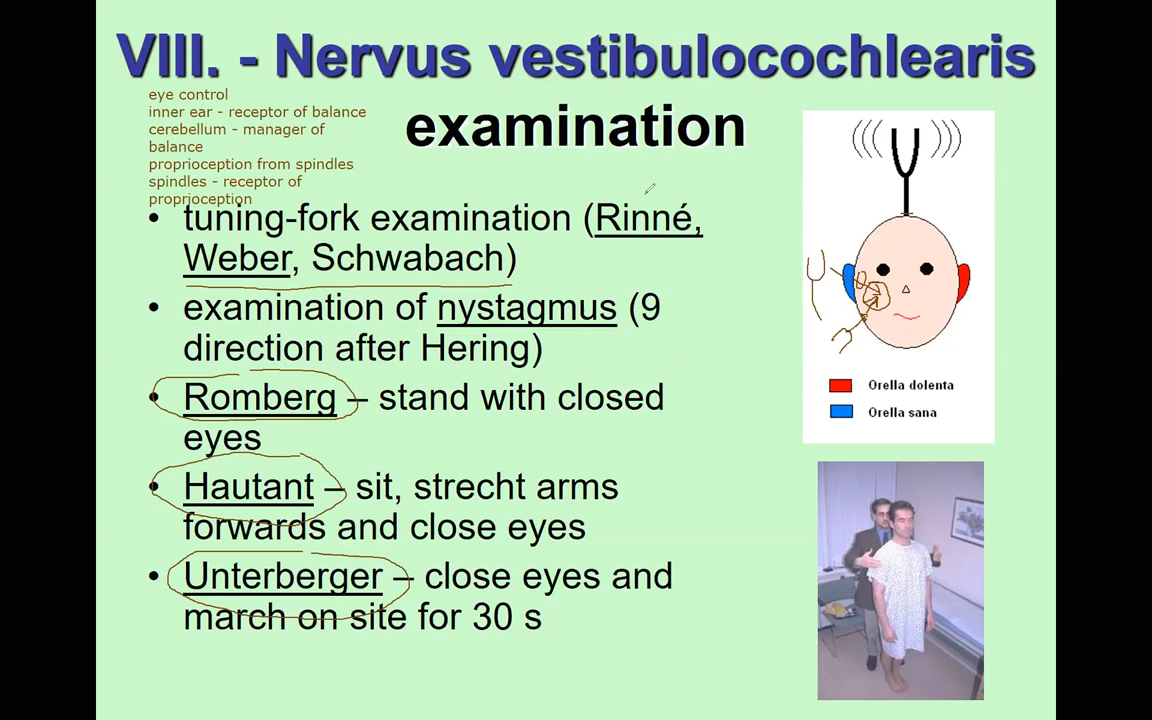 VIII. - Nervus vestibulocochlearis
examination
eye control
inner ear - receptor of balance
cerebellum - manager of
balance
proprioception from spindles
spindles - receptor of
proprioception
• tuning-fork examination (Rinné,
Weber, Schwabach)
• examination of nystagmus (9
direction after Hering)
• Romberg – stand with closed
eyes
• Hautant – sit, strecht arms
forwards and close eyes
• Unterberger – close eyes and
march on site for 30 s
Orella dolenta
Orella sana